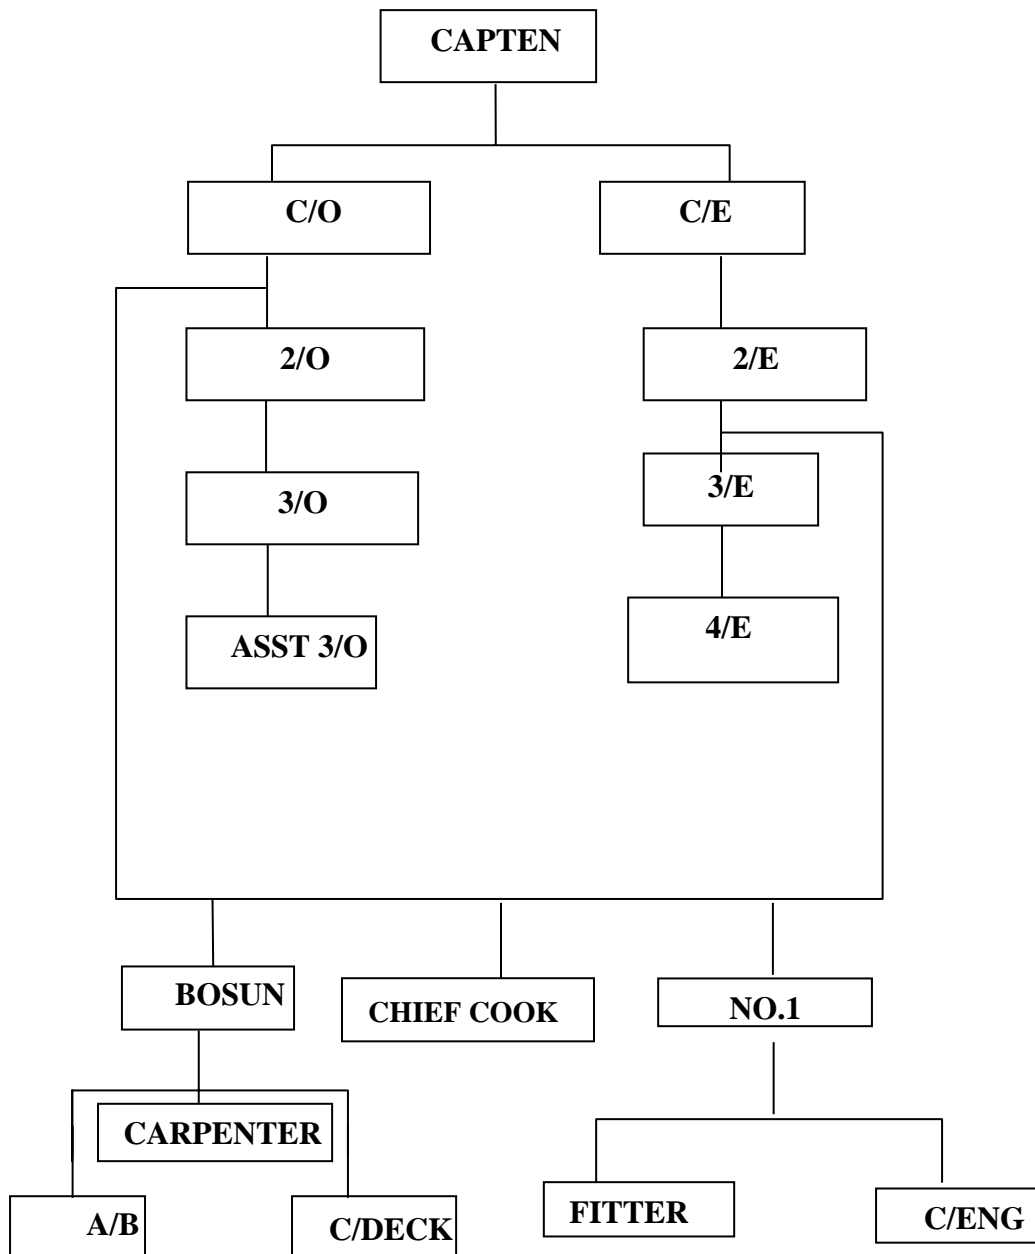 CAPTEN
C/O
C/E
2/O
2/E
3/O
3/E
ASST 3/O
4/E
BOSUN
CHIEF COOK
NO.1
CARPENTER
A/B
C/DECK
FITTER
C/ENG